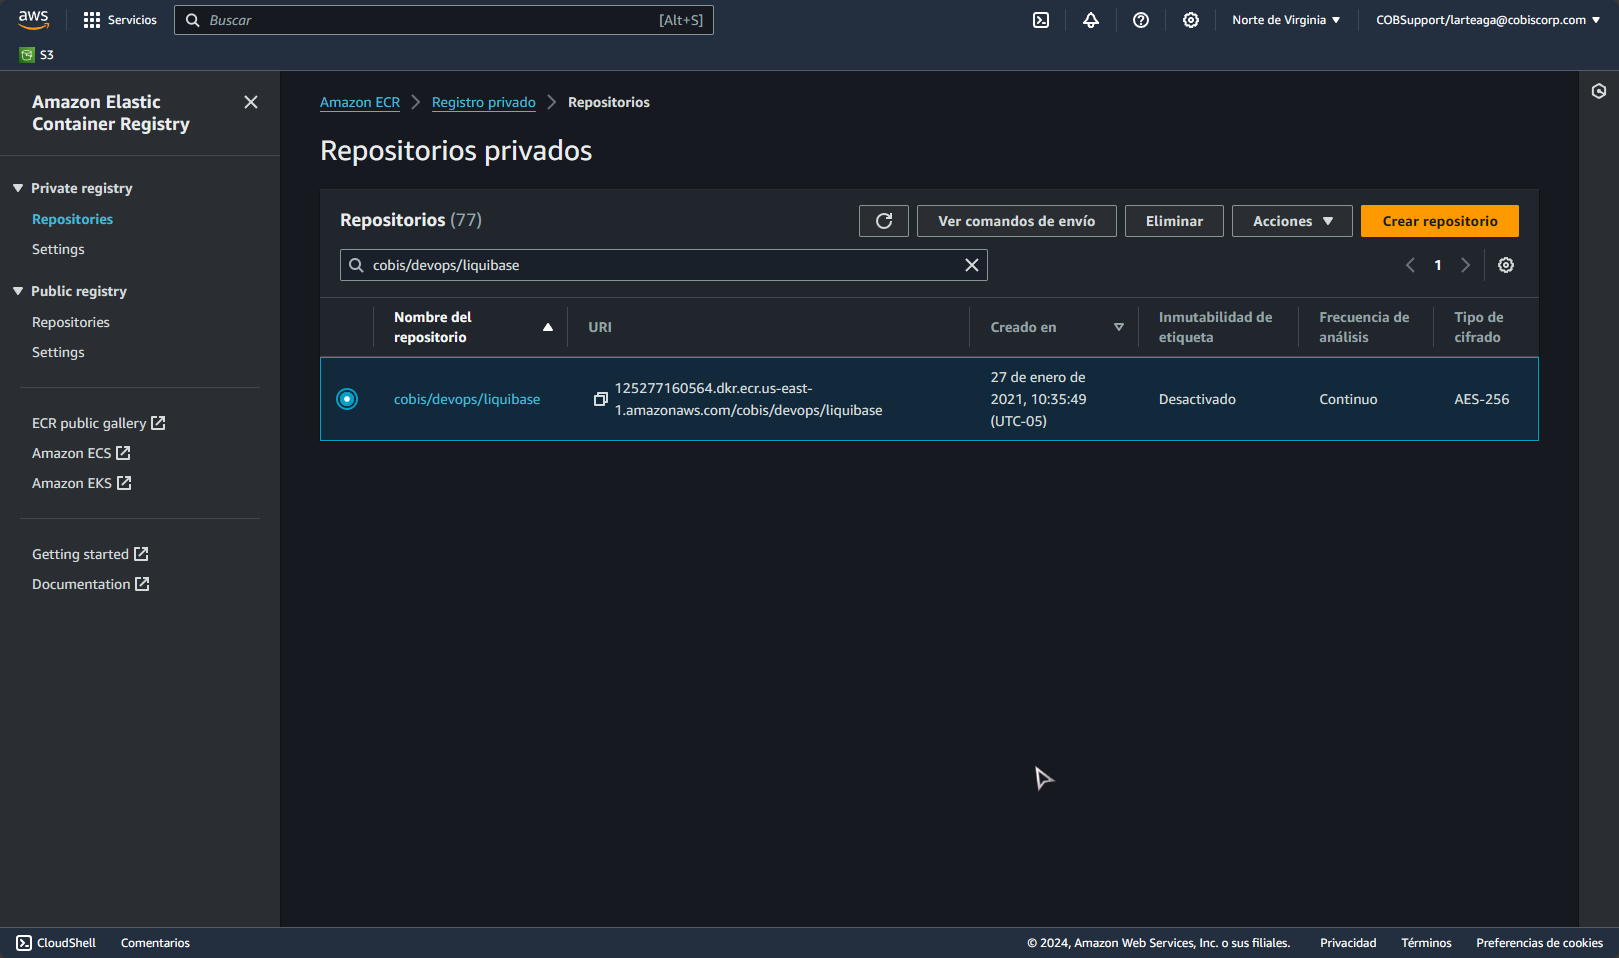 aws
Servicios
Buscar
[Alt+S]
Norte de Virginia
COBSupport/larteaga@cobiscorp.com
S3
Amazon Elastic
Container Registry
Private registry
Repositories
Settings
Public registry
Repositories
Settings
ECR public gallery
Amazon ECS
Amazon EKS
Getting started
Documentation
Amazon ECR
Registro privado
Repositorios
Repositorios privados
Repositorios (77)
Ver comandos de envío
Eliminar
Acciones
Crear repositorio
cobis/devops/liquibase
1
Nombre del
repositorio
URI
Creado en
Inmutabilidad de
etiqueta
Frecuencia de
análisis
Tipo de
cifrado
cobis/devops/liquibase
125277160564.dkr.ecr.us-east-
1.amazonaws.com/cobis/devops/liquibase
27 de enero de
2021, 10:35:49
(UTC-05)
Desactivado
Continuo
AES-256
CloudShell
Comentarios
© 2024, Amazon Web Services, Inc. o sus filiales.
Privacidad
Términos
Preferencias de cookies